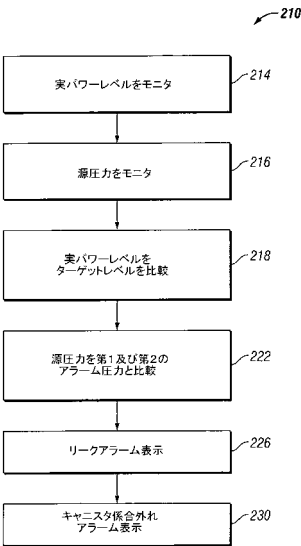 210
実パワーレベルをモニタ
214
源圧力をモニタ
216
実パワーレベルを
ターゲットレベルを比較
218
源圧力を第1及び第2の
アラーム圧力と比較
222
リークアラーム表示
226
キャニスタ係合外れ
アラーム表示
230